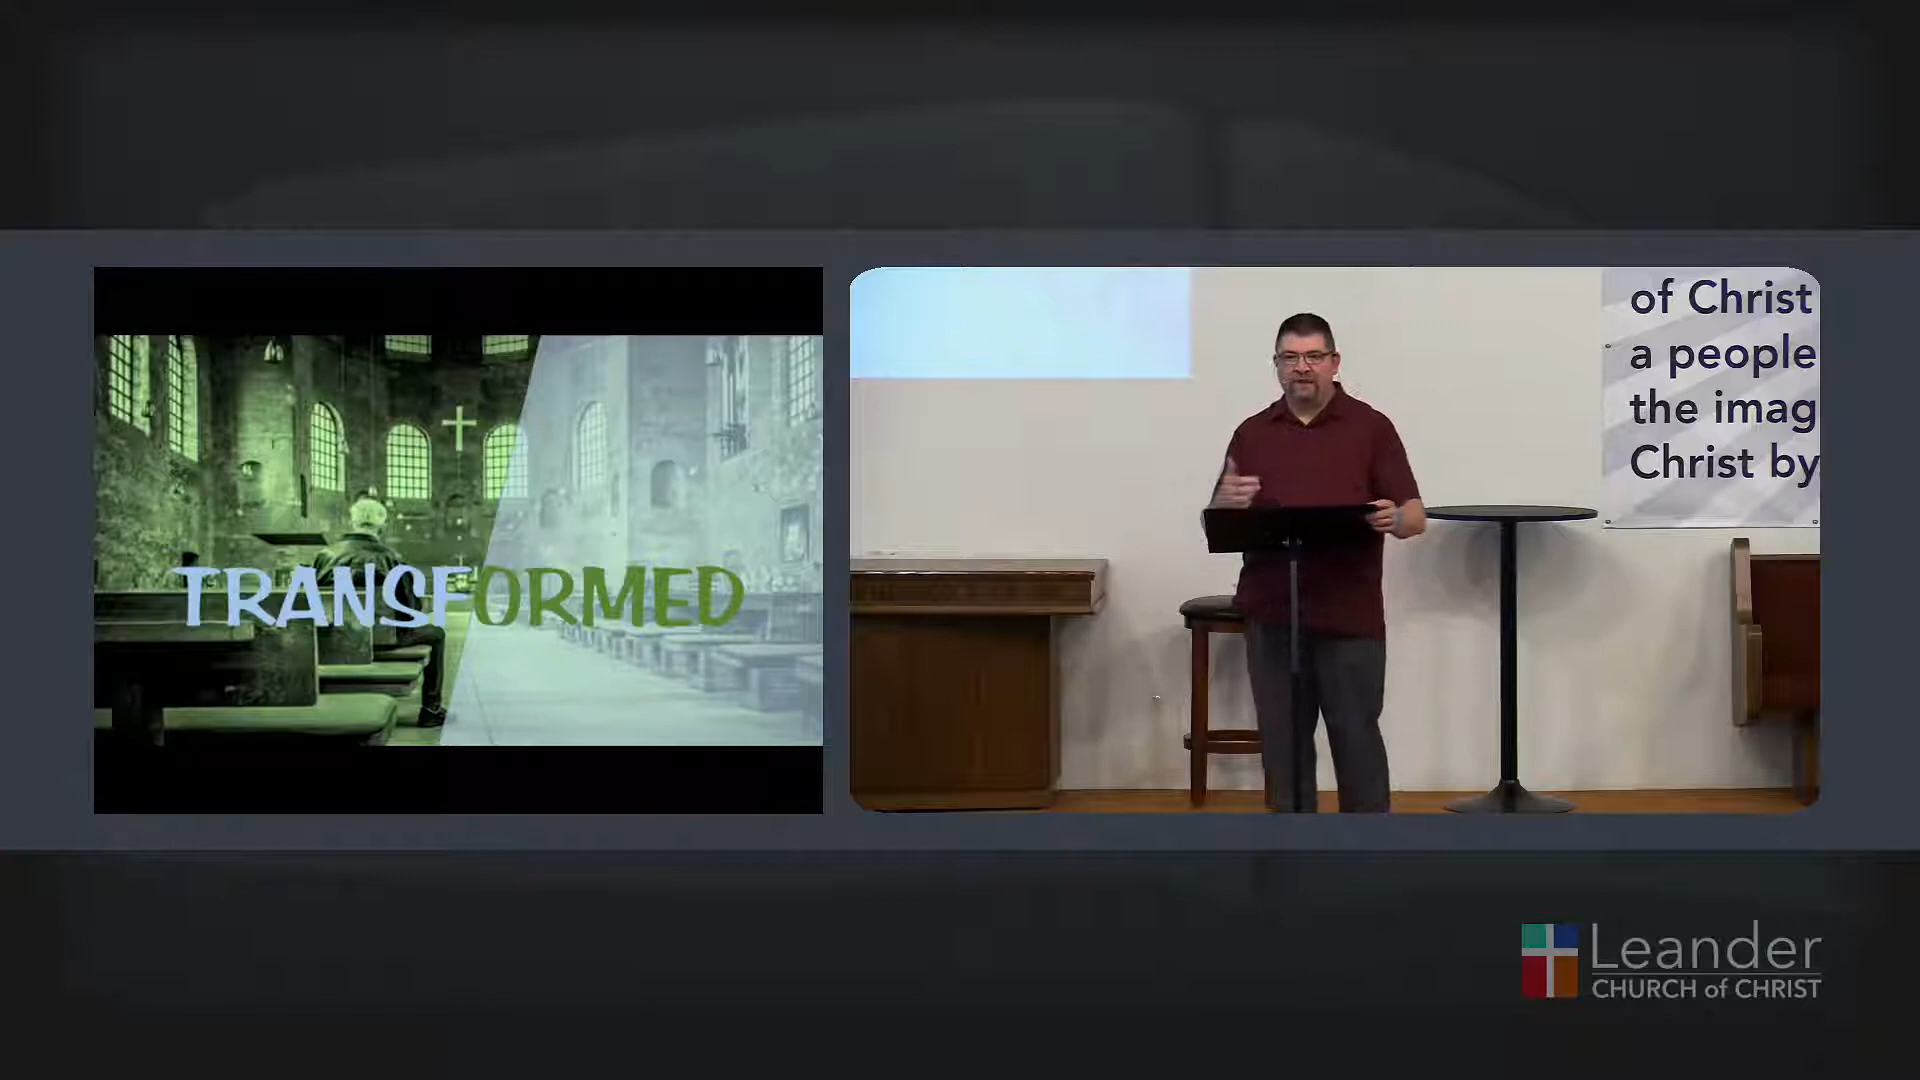 TRANSFORMED
of Christ
a people
the imag
Christ by
Leander
CHURCH of CHRIST